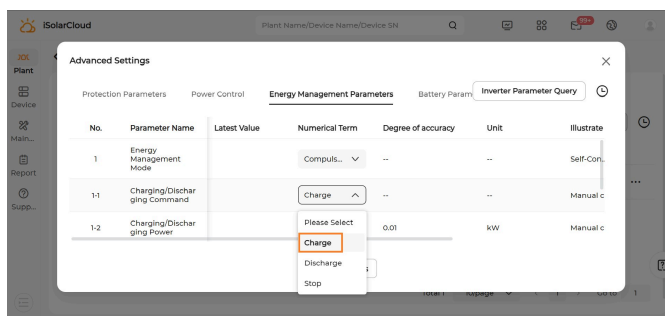 iSolarCloud
Plant Name/Device Name/Device SN
99+
Plant
Device
Main...
Report
Supp...
Advanced Settings
Protection Parameters
Power Control
Energy Management Parameters
Battery Param
Inverter Parameter Query
No.
Parameter Name
Latest Value
Numerical Term
Degree of accuracy
Unit
Illustrate
1
Energy
Management
Mode
Compuls...
--
--
Self-Con...
1-1
Charging/Dischar
ging Command
Charge
--
--
Manual c
1-2
Charging/Dischar
ging Power
0.01
kW
Manual c
Please Select
Charge
Discharge
Stop
s
Total 1
10/page
1
Go to
1